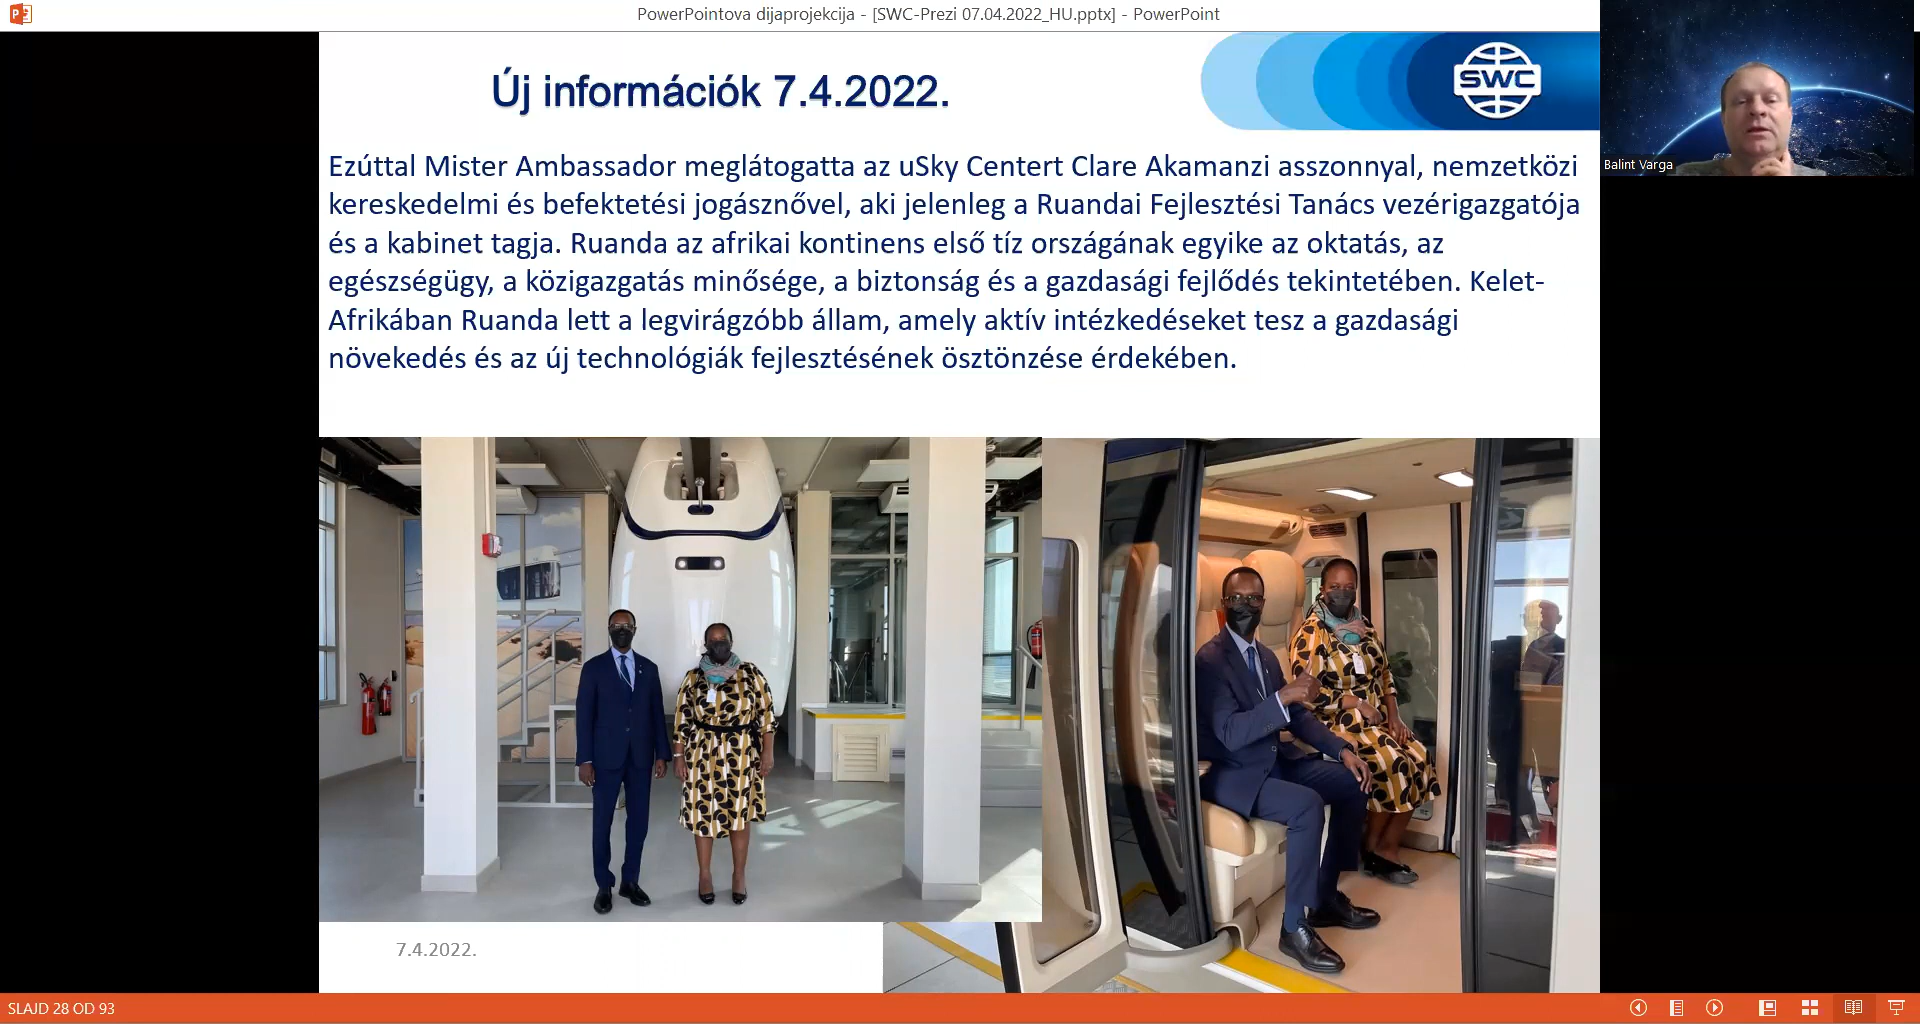 PowerPointova dijaprojekcija - [SWC-Prezi 07.04.2022_HU.pptx] - PowerPoint
Új információk 7.4.2022.
SWC
Balint Varga
Ezúttal Mister Ambassador meglátogatta az uSky Centert Clare Akamanzi asszonnyal, nemzetközi
kereskedelmi és befektetési jogásznővel, aki jelenleg a Ruandai Fejlesztési Tanács vezérigazgatója
és a kabinet tagja. Ruanda az afrikai kontinens első tíz országának egyike az oktatás, az
egészségügy, a közigazgatás minősége, a biztonság és a gazdasági fejlődés tekintetében. Kelet-
Afrikában Ruanda lett a legvirágzóbb állam, amely aktív intézkedéseket tesz a gazdasági
növekedés és az új technológiák fejlesztésének ösztönzése érdekében.
7.4.2022.
SLAJD 28 OD 93